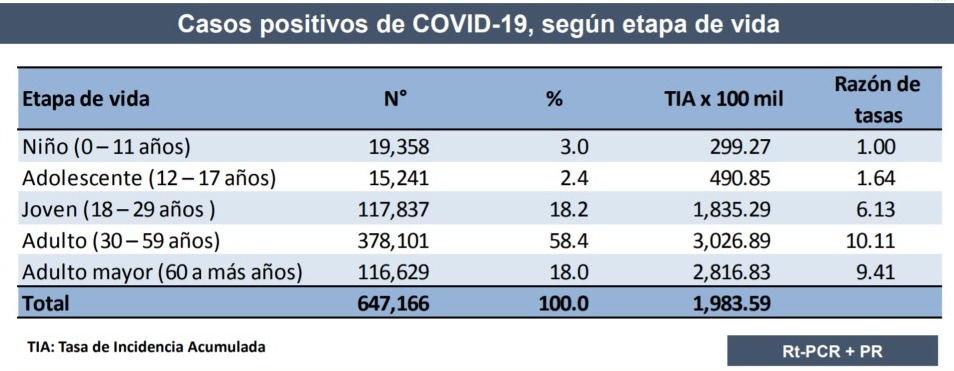 Casos positivos de COVID-19, según etapa de vida
Etapa de vida N° % TIA x 100 mil Razón de tasas
Niño (0 – 11 años) 19,358 3.0 299.27 1.00
Adolescente (12 – 17 años) 15,241 2.4 490.85 1.64
Joven (18 – 29 años ) 117,837 18.2 1,835.29 6.13
Adulto (30 – 59 años) 378,101 58.4 3,026.89 10.11
Adulto mayor (60 a más años) 116,629 18.0 2,816.83 9.41
Total 647,166 100.0 1,983.59
TIA: Tasa de Incidencia Acumulada
Rt-PCR + PR